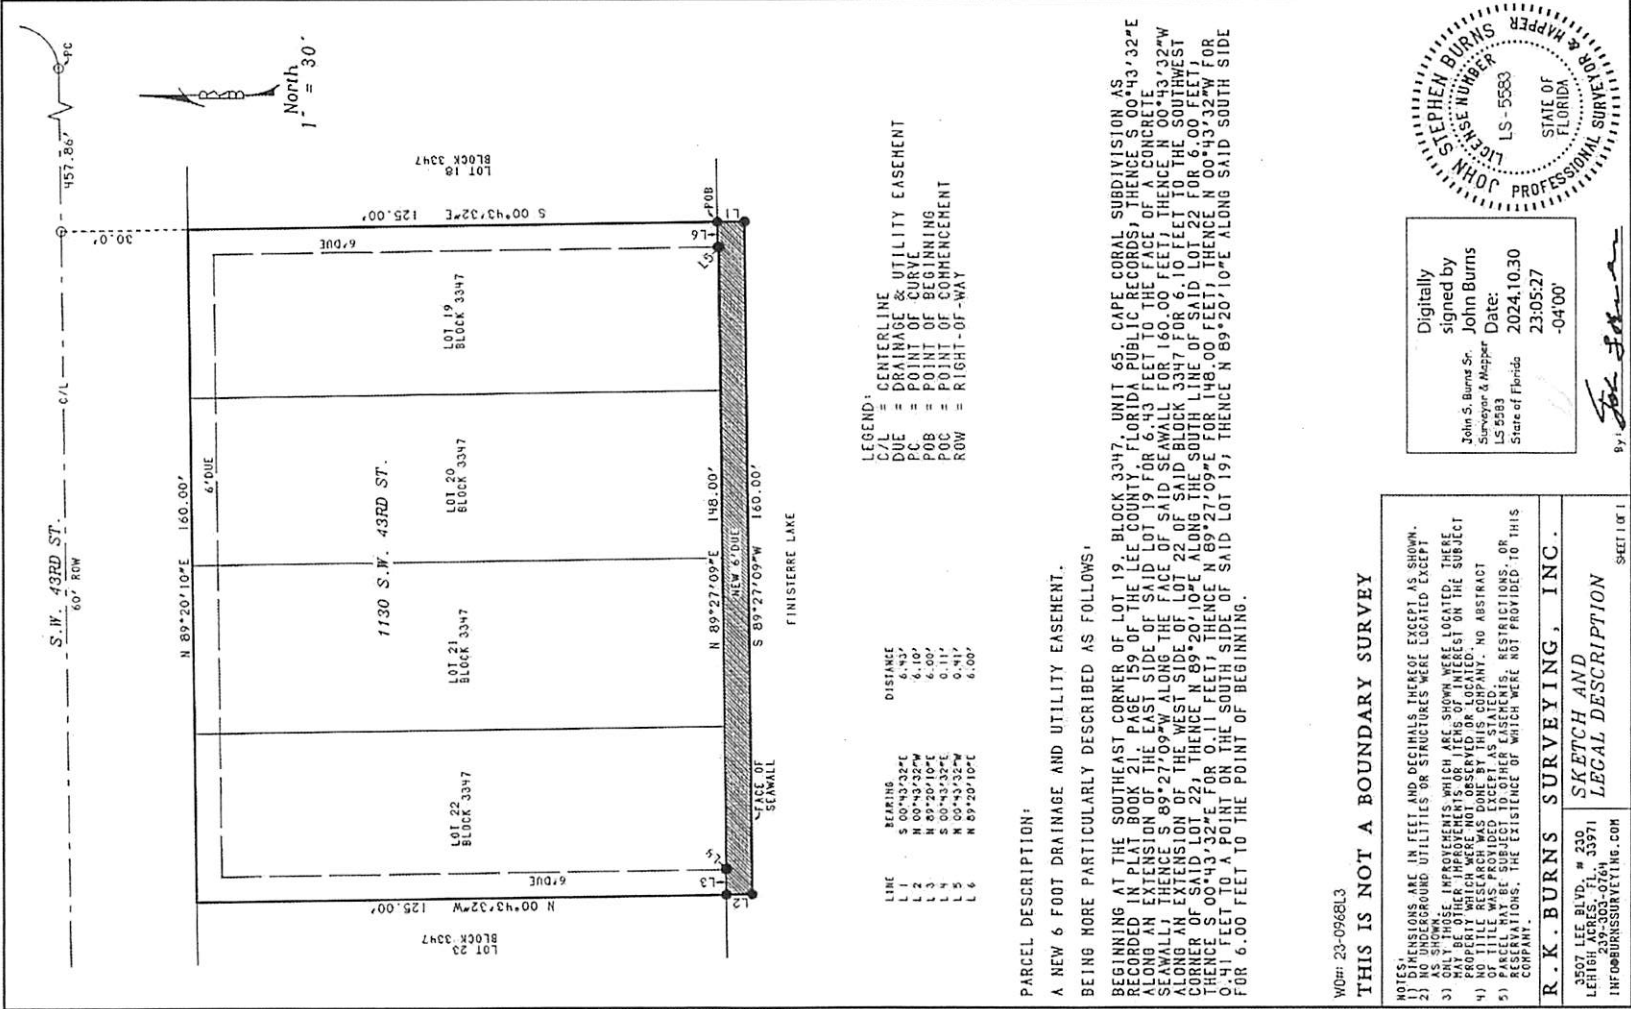 S.W. 43RD ST.
60' ROW
C/L
457.86'
PC
30.0'
North
1" = 30'
N 89°20'10"E 160.00'
6'DUE
LOT 23
BLOCK 3347
N 00°43'32"W 125.00'
6'DUE
LOT 22
BLOCK 3347
LOT 21
BLOCK 3347
1130 S.W. 43RD ST.
LOT 20
BLOCK 3347
LOT 19
BLOCK 3347
6'DUE
S 00°43'32"E 125.00'
LOT 18
BLOCK 3347
L3
L2
N 89°27'09"E 148.00'
NEW 6'DUE
S 89°27'09"W 160.00'
L5
L6
POB
L1
FACE OF
SEAWALL
FINISTERRE LAKE
LINE BEARING DISTANCE
L 1 S 00°43'32"E 6.43'
L 2 N 00°43'32"W 6.10'
L 3 N 89°20'10"E 6.00'
L 4 S 00°43'32"E 0.11'
L 5 N 00°43'32"W 0.41'
L 6 N 89°20'10"E 6.00'
LEGEND:
C/L = CENTERLINE
DUE = DRAINAGE & UTILITY EASEMENT
PC = POINT OF CURVE
POB = POINT OF BEGINNING
POC = POINT OF COMMENCEMENT
ROW = RIGHT-OF-WAY
PARCEL DESCRIPTION:
A NEW 6 FOOT DRAINAGE AND UTILITY EASEMENT.
BEING MORE PARTICULARLY DESCRIBED AS FOLLOWS:
BEGINNING AT THE SOUTHEAST CORNER OF LOT 19, BLOCK 3347, UNIT 65, CAPE CORAL SUBDIVISION AS
RECORDED IN PLAT BOOK 21, PAGE 159 OF THE LEE COUNTY, FLORIDA PUBLIC RECORDS; THENCE S 00°43'32"E
ALONG AN EXTENSION OF THE EAST SIDE OF SAID LOT 19 FOR 6.43 FEET TO THE FACE OF A CONCRETE
SEAWALL; THENCE S 89°27'09"W ALONG THE FACE OF SAID SEAWALL FOR 160.00 FEET; THENCE N 00°43'32"W
ALONG AN EXTENSION OF THE WEST SIDE OF LOT 22 OF SAID BLOCK 3347 FOR 6.10 FEET TO THE SOUTHWEST
CORNER OF SAID LOT 22; THENCE N 89°20'10"E ALONG THE SOUTH LINE OF SAID LOT 22 FOR 6.00 FEET;
THENCE S 00°43'32"E FOR 0.11 FEET; THENCE N 89°27'09"E FOR 148.00 FEET; THENCE N 00°43'32"W FOR
0.41 FEET TO A POINT ON THE SOUTH SIDE OF SAID LOT 19; THENCE N 89°20'10"E ALONG SAID SOUTH SIDE
FOR 6.00 FEET TO THE POINT OF BEGINNING.
WO#: 23-0968L3
THIS IS NOT A BOUNDARY SURVEY
NOTES:
1) DIMENSIONS ARE IN FEET AND DECIMALS THEREOF EXCEPT AS SHOWN.
2) NO UNDERGROUND UTILITIES OR STRUCTURES WERE LOCATED EXCEPT
AS SHOWN.
3) ONLY THOSE IMPROVEMENTS WHICH ARE SHOWN WERE LOCATED. THERE
MAY BE OTHER IMPROVEMENTS OR ITEMS OF INTEREST ON THE SUBJECT
PROPERTY WHICH WERE NOT OBSERVED OR LOCATED.
4) NO TITLE RESEARCH WAS DONE BY THIS COMPANY. NO ABSTRACT
OF TITLE WAS PROVIDED EXCEPT AS STATED.
5) PARCEL MAY BE SUBJECT TO OTHER EASEMENTS, RESTRICTIONS, OR
RESERVATIONS, THE EXISTENCE OF WHICH WERE NOT PROVIDED TO THIS
COMPANY.
R.K. BURNS SURVEYING, INC.
3507 LEE BLVD. # 230
LEHIGH ACRES, FL. 33971
239-303-0764
INFO@BURNSSURVEYING.COM
SKETCH AND
LEGAL DESCRIPTION
SHEET 1 OF 1
John S. Burns Sr.
Surveyor & Mapper
LS 5583
State of Florida
Digitally
signed by
John Burns
Date:
2024.10.30
23:05:27
-04'00'
By:
JOHN STEPHEN BURNS
LICENSE NUMBER
LS - 5583
STATE OF
FLORIDA
PROFESSIONAL SURVEYOR & MAPPER